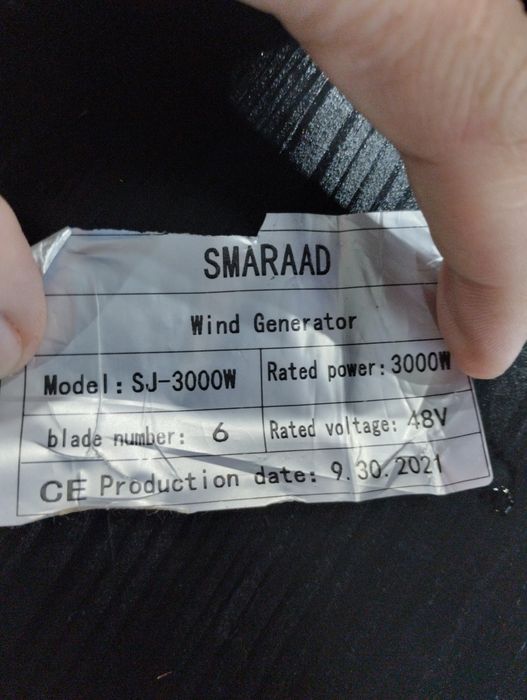 SMARAAD
Wind Generator
Model: SJ-3000W Rated power: 3000W
blade number: 6 Rated voltage: 48V
CE Production date: 9.30.2021